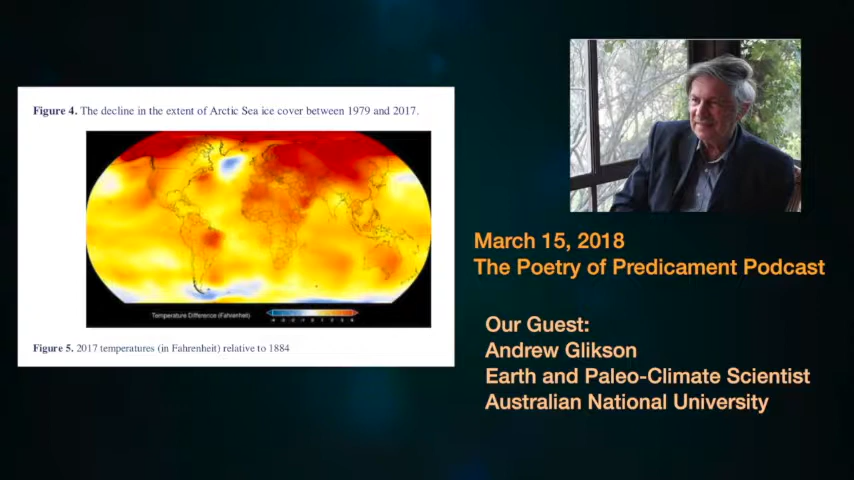 Figure 4. The decline in the extent of Arctic Sea ice cover between 1979 and 2017.
Temperature Difference (Fahrenheit)
Figure 5. 2017 temperatures (in Fahrenheit) relative to 1884
March 15, 2018
The Poetry of Predicament Podcast
Our Guest:
Andrew Glikson
Earth and Paleo-Climate Scientist
Australian National University